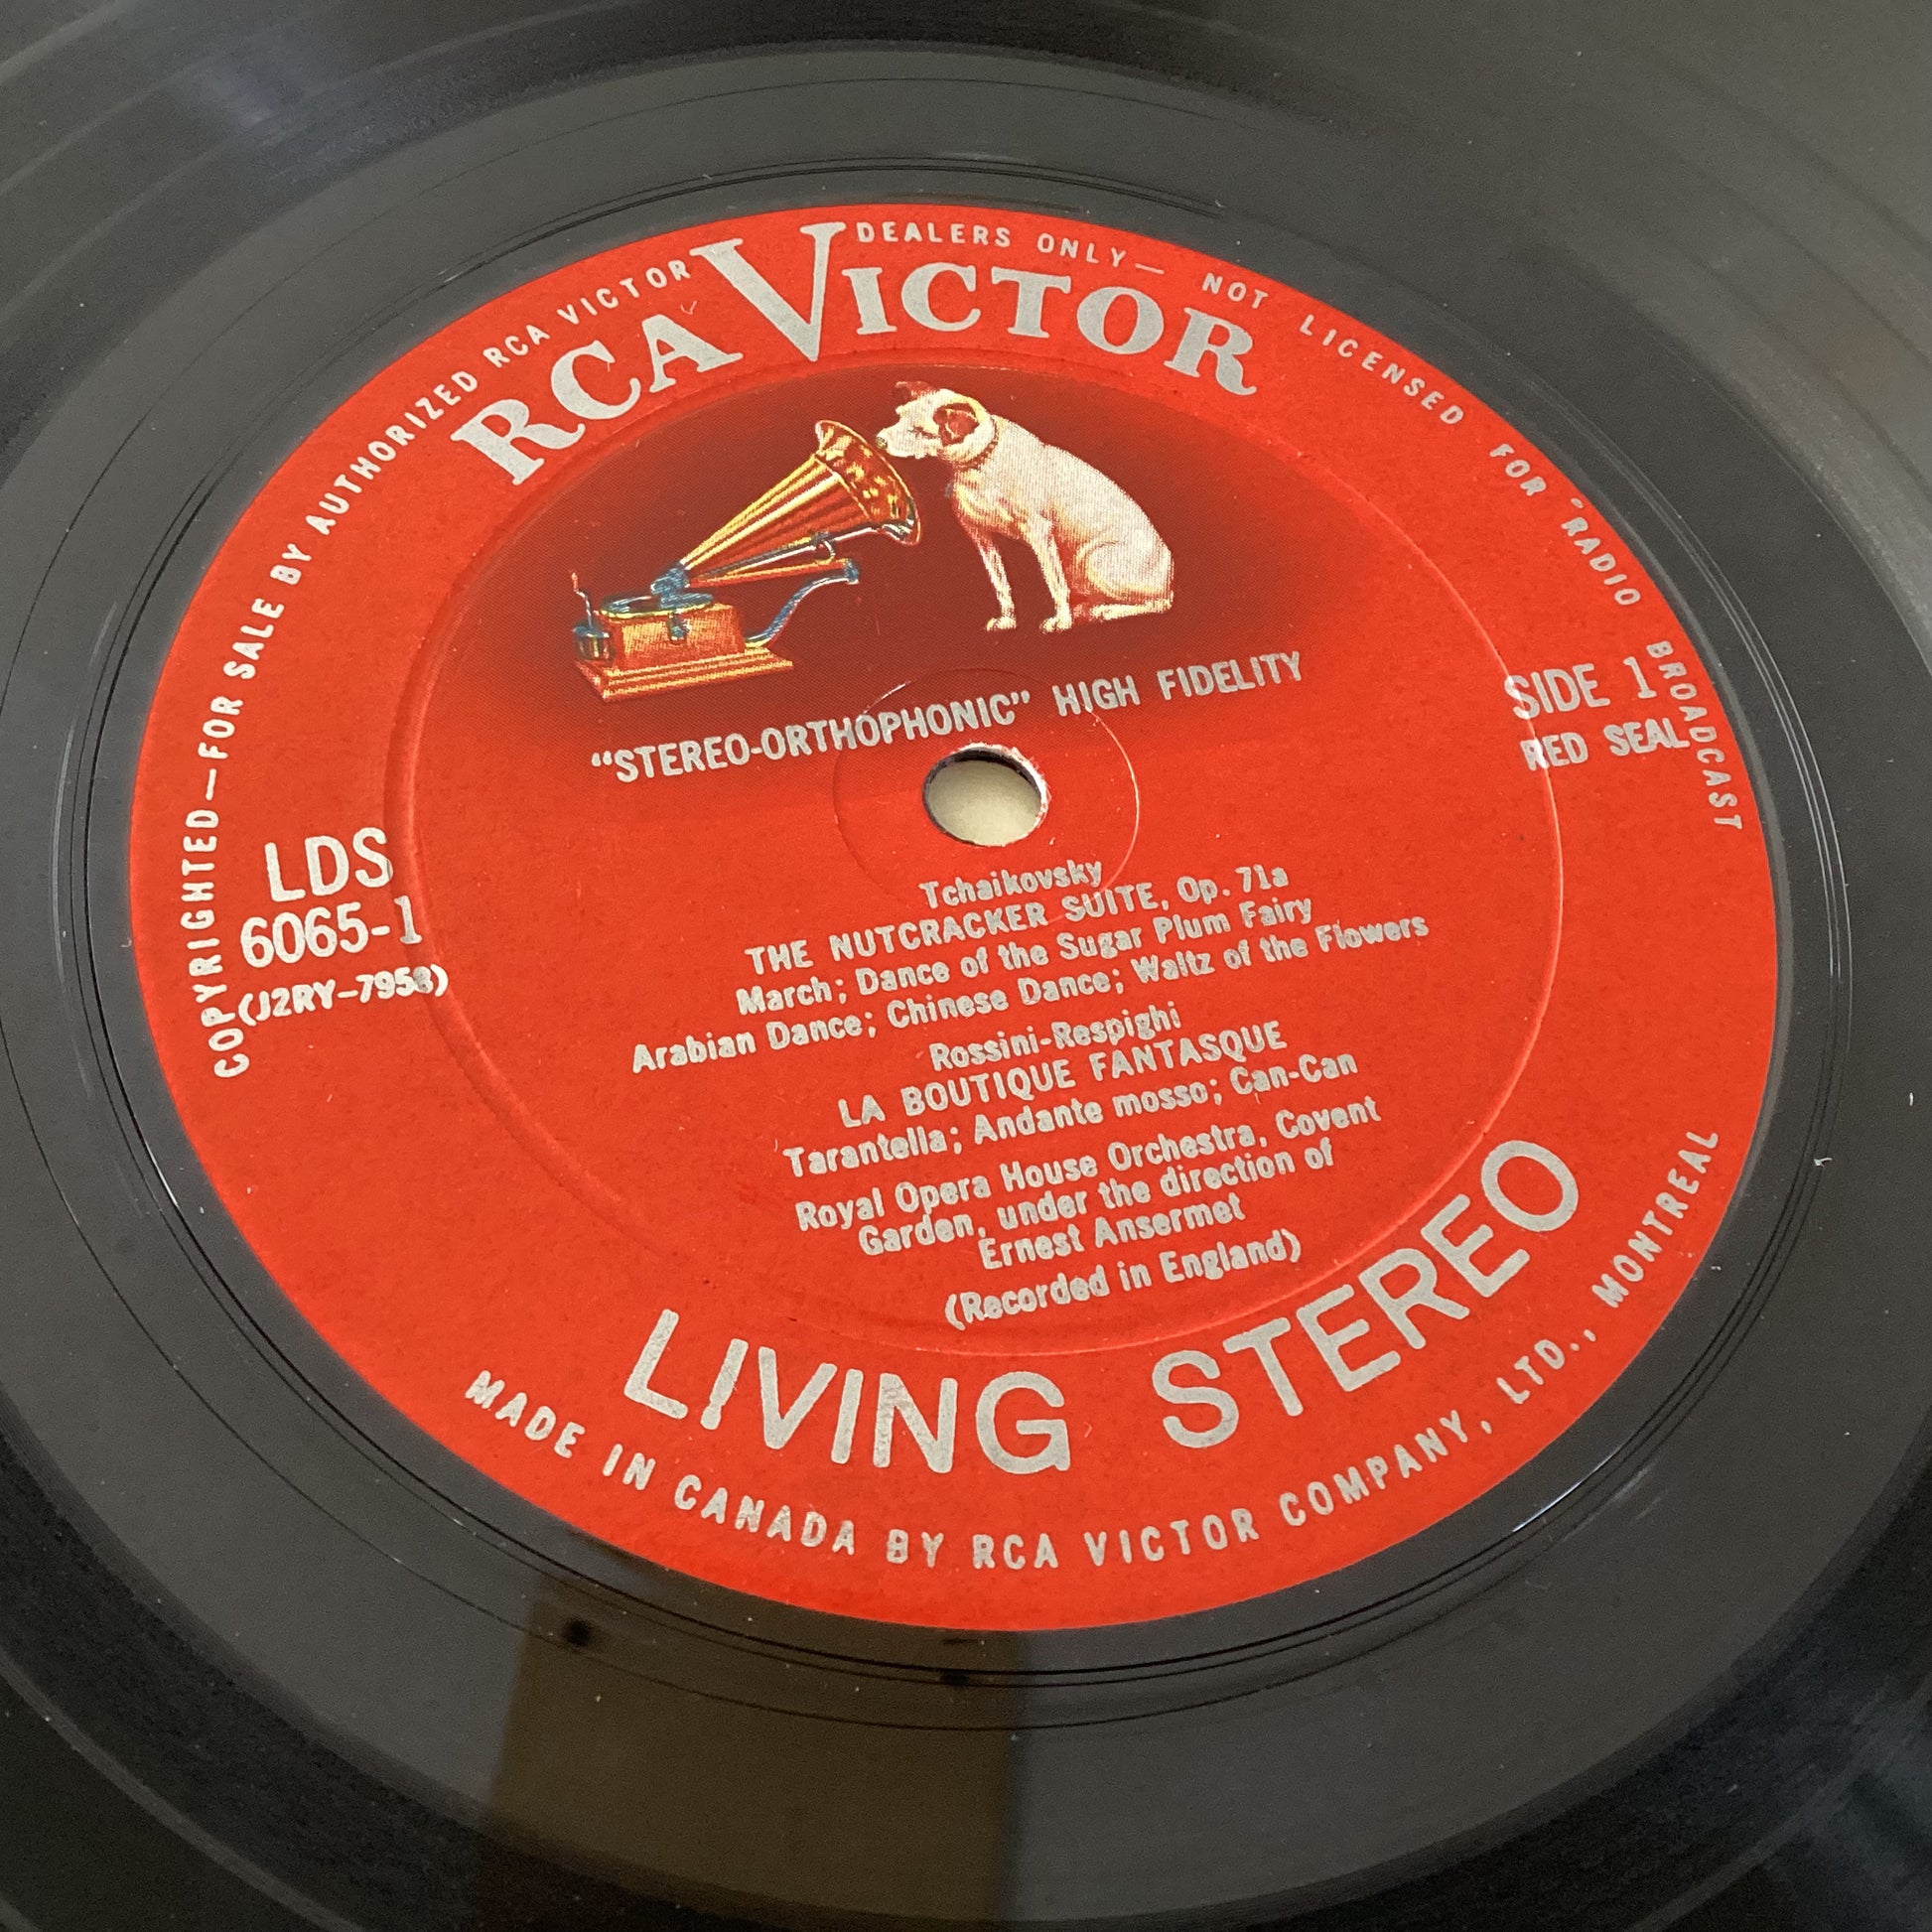 COPYRIGHTED—FOR SALE BY AUTHORIZED RCA VICTOR DEALERS ONLY— NOT LICENSED FOR "RADIO BROADCAST
RCA VICTOR
"STEREO-ORTHOPHONIC" HIGH FIDELITY
SIDE 1
RED SEAL
LDS
6065-1
(J2RY-7958)
Tchaikovsky
THE NUTCRACKER SUITE, Op. 71a
March; Dance of the Sugar Plum Fairy
Arabian Dance; Chinese Dance; Waltz of the Flowers
Rossini-Respighi
LA BOUTIQUE FANTASQUE
Tarantella; Andante mosso; Can-Can
Royal Opera House Orchestra, Covent
Garden, under the direction of
Ernest Ansermet
(Recorded in England)
LIVING STEREO
MADE IN CANADA BY RCA VICTOR COMPANY, LTD., MONTREAL